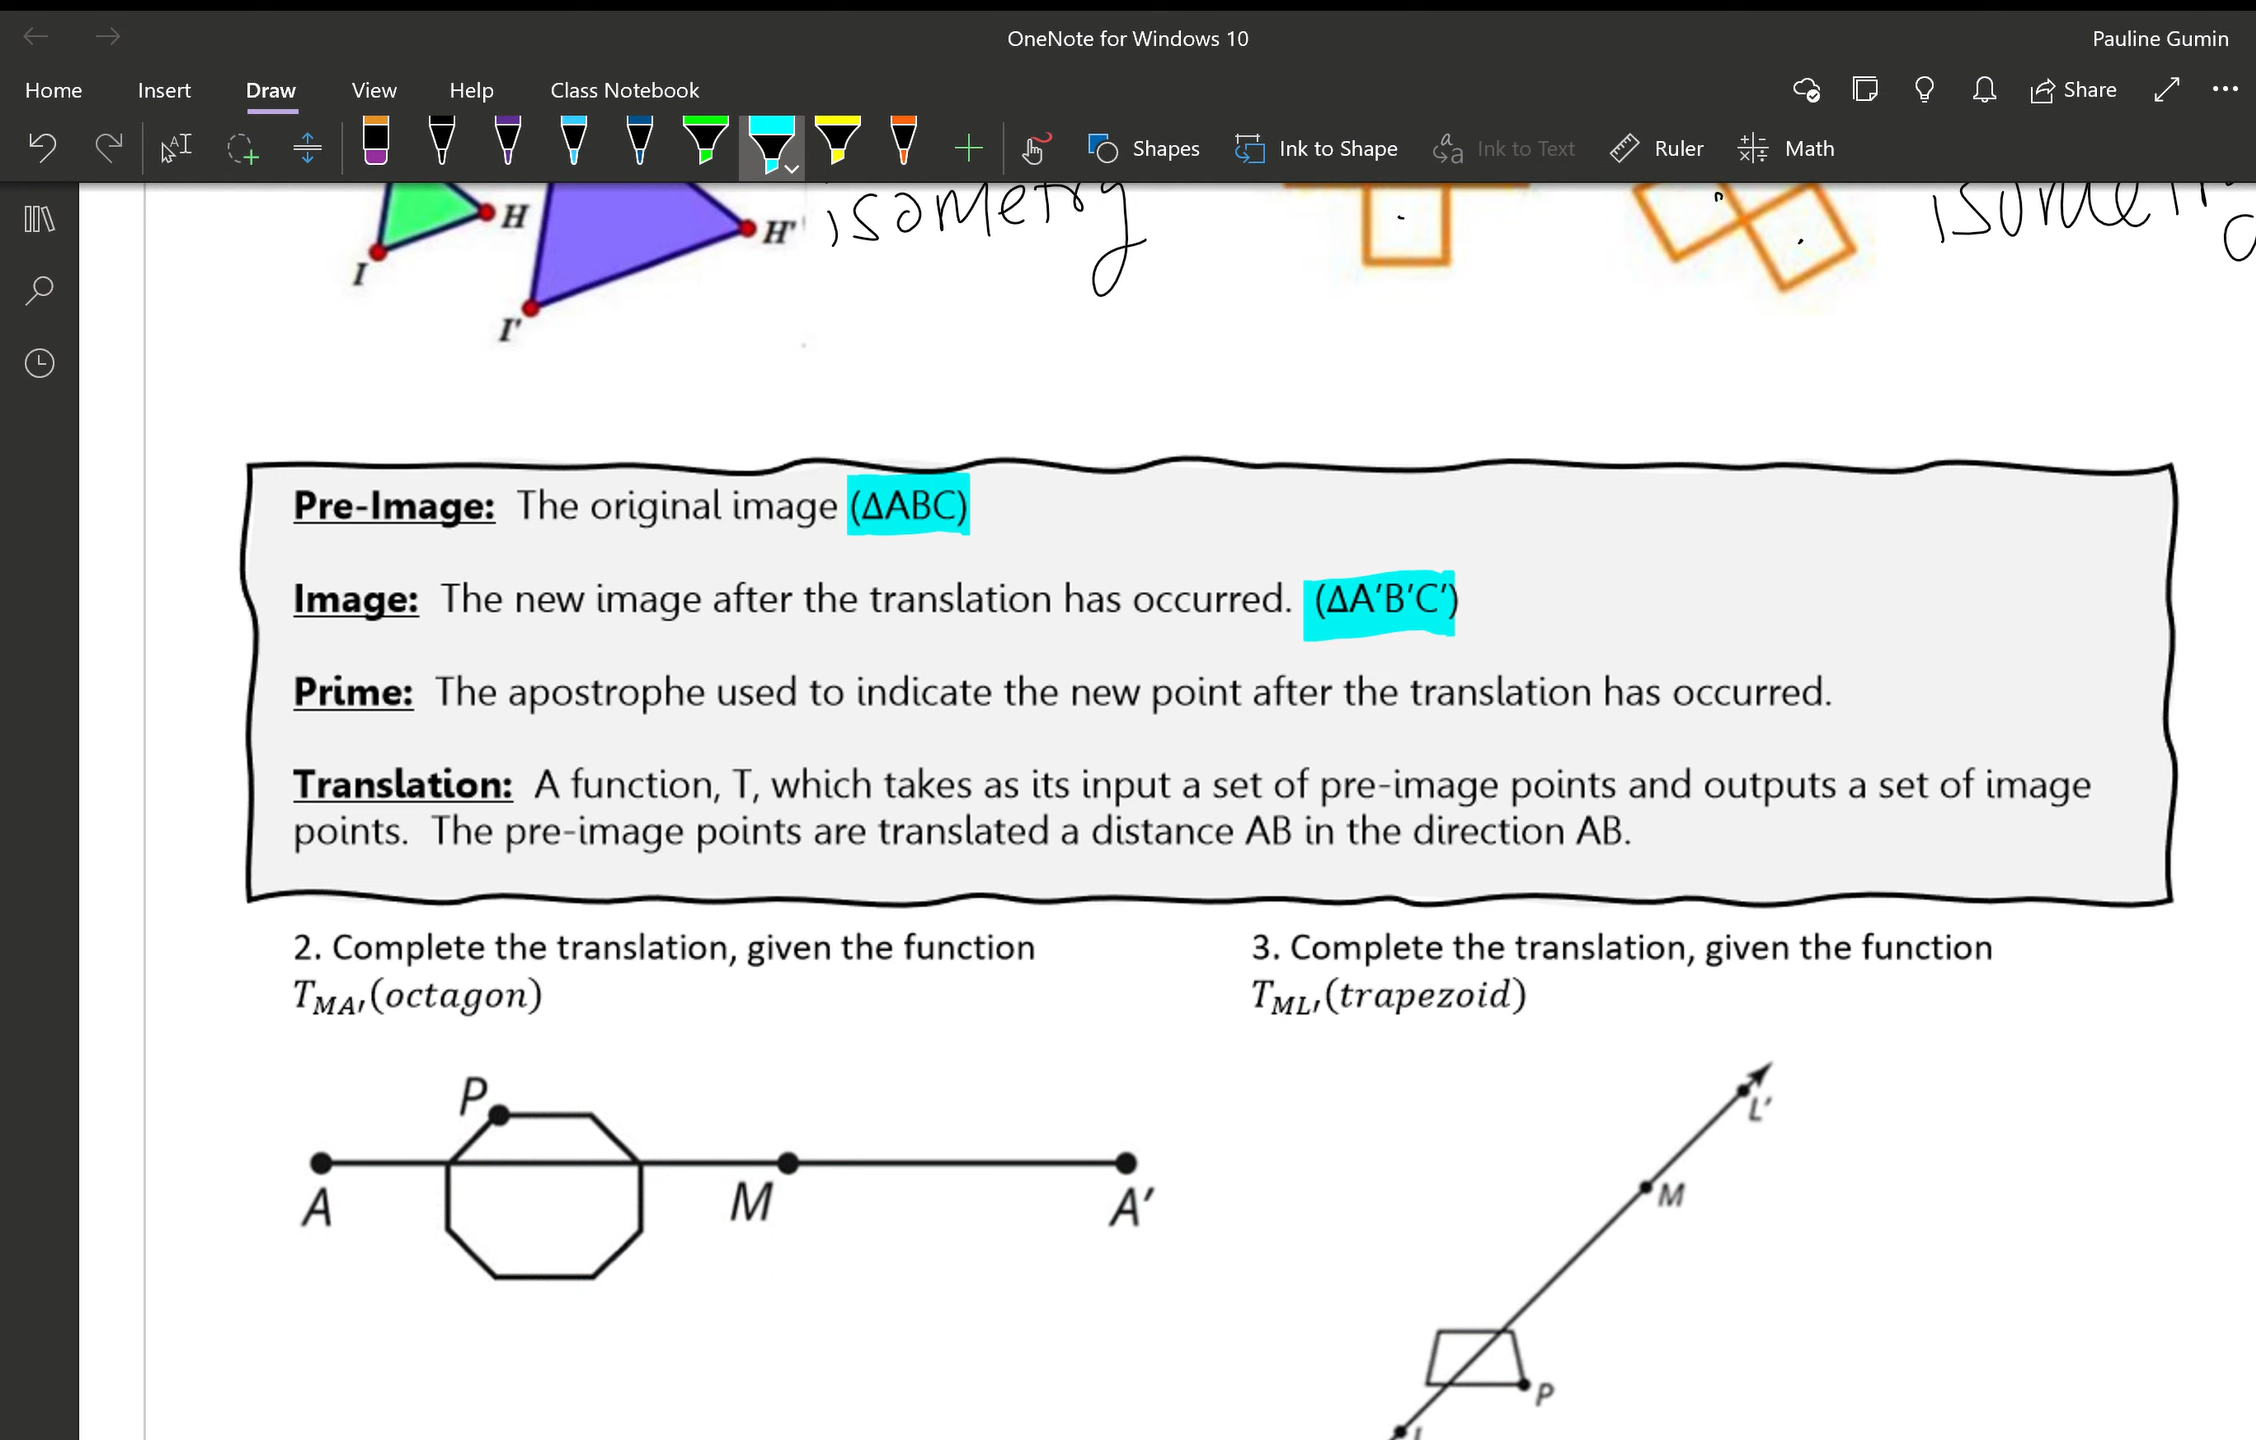 OneNote for Windows 10
Pauline Gumin
Home Insert Draw View Help Class Notebook
Share
Shapes Ink to Shape Ink to Text Ruler Math
H
H'
I
I'
isometry
Pre-Image: The original image (ΔABC)
Image: The new image after the translation has occurred. (ΔA′B′C′)
Prime: The apostrophe used to indicate the new point after the translation has occurred.
Translation: A function, T, which takes as its input a set of pre-image points and outputs a set of image
points. The pre-image points are translated a distance AB in the direction AB.
2. Complete the translation, given the function
T_MA′(octagon)
P
A
M
A′
3. Complete the translation, given the function
T_ML′(trapezoid)
L′
M
P